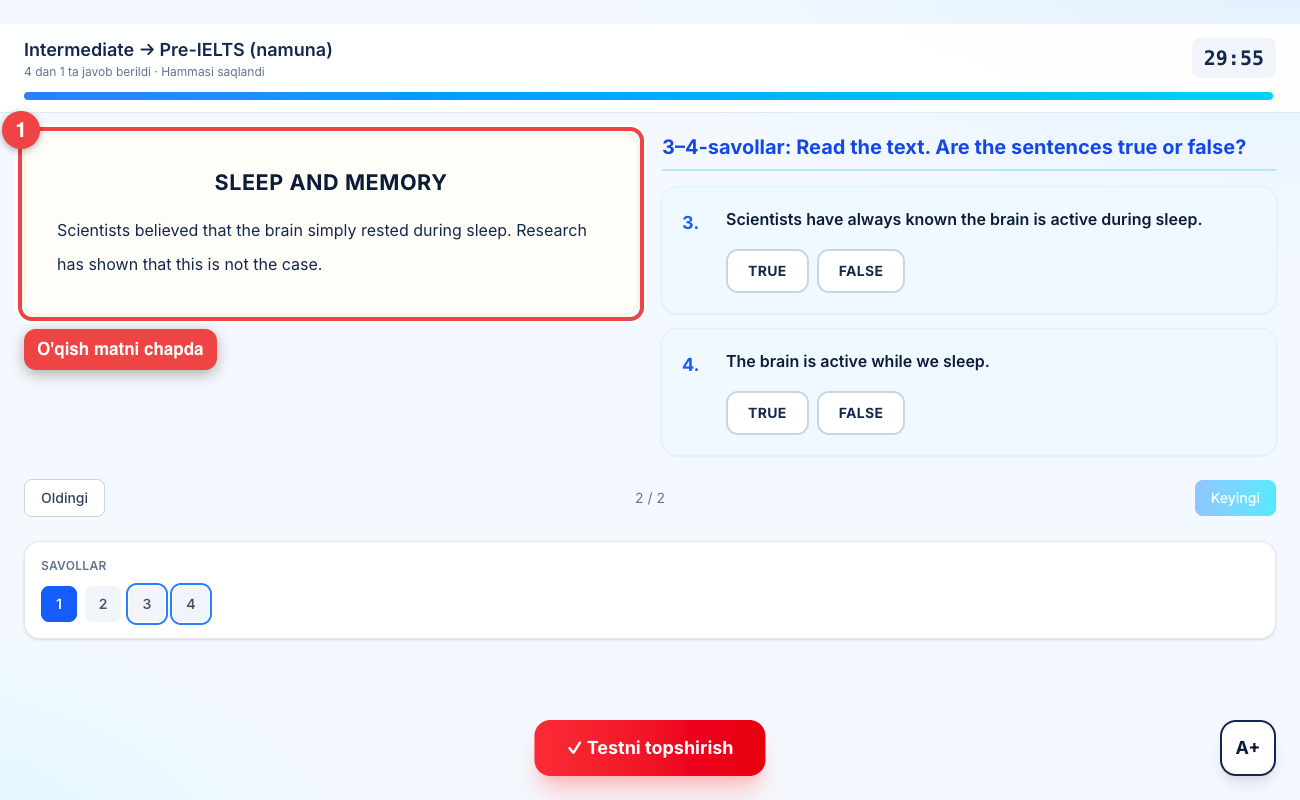 Intermediate → Pre-IELTS (namuna)
4 dan 1 ta javob berildi · Hammasi saqlandi
29:55
1
SLEEP AND MEMORY
Scientists believed that the brain simply rested during sleep. Research
has shown that this is not the case.
O'qish matni chapda
3–4-savollar: Read the text. Are the sentences true or false?
3. Scientists have always known the brain is active during sleep.
TRUE FALSE
4. The brain is active while we sleep.
TRUE FALSE
Oldingi
2 / 2
Keyingi
SAVOLLAR
1 2 3 4
✓ Testni topshirish
A+